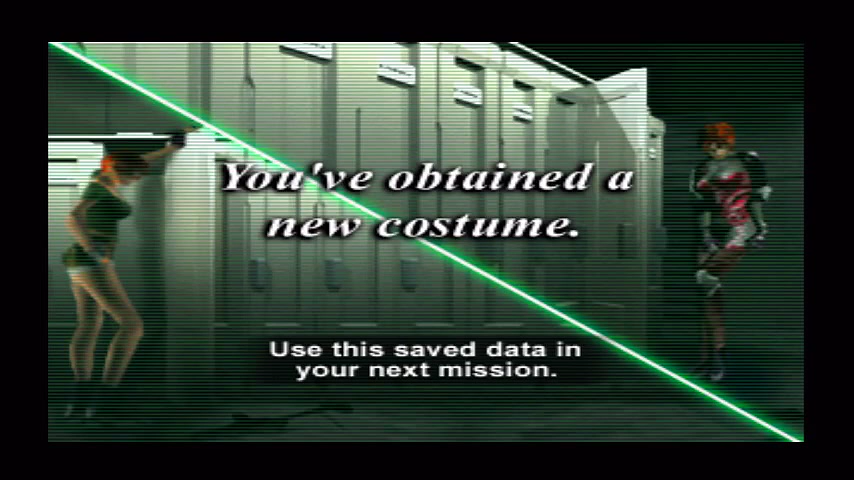 You've obtained a
new costume.
Use this saved data in
your next mission.